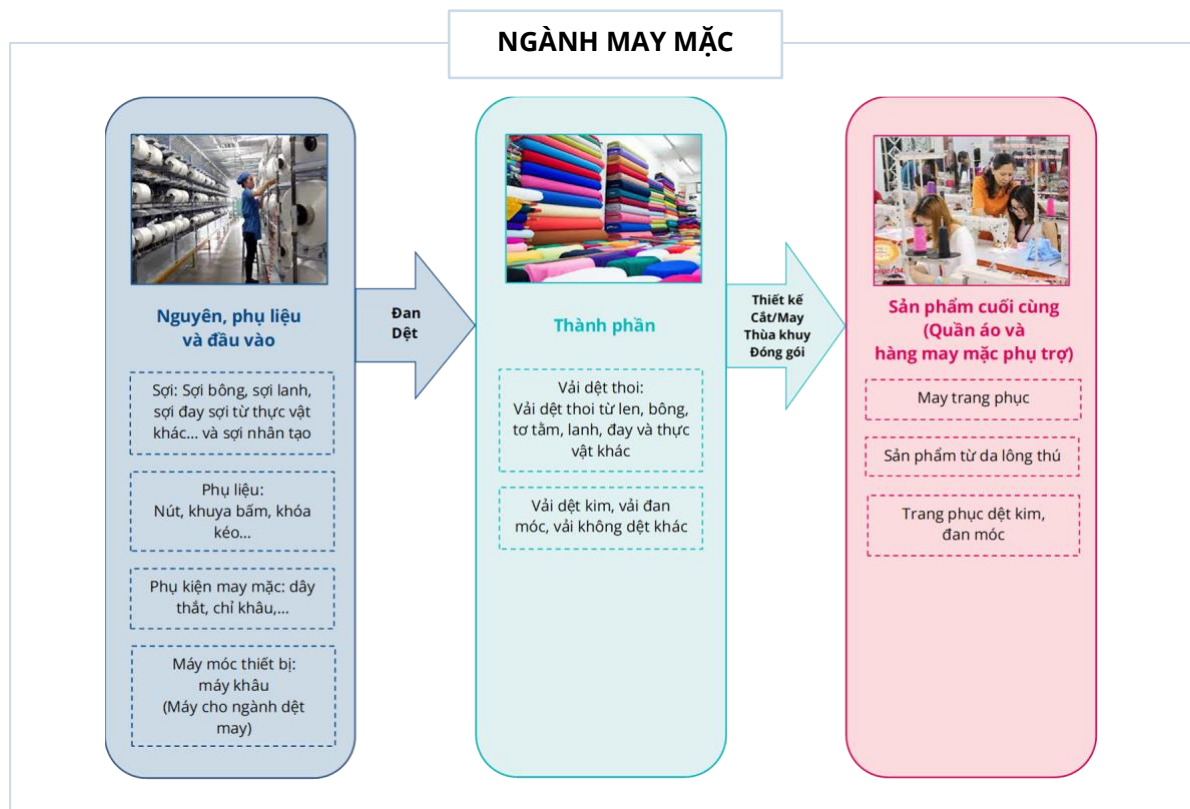 NGÀNH MAY MẶC
Nguyên, phụ liệu
và đầu vào
Sợi: Sợi bông, sợi lanh,
sợi đay sợi từ thực vật
khác... và sợi nhân tạo
Phụ liệu:
Nút, khuya bấm, khóa
kéo...
Phụ kiện may mặc: dây
thắt, chỉ khâu,...
Máy móc thiết bị:
máy khâu
(Máy cho ngành dệt
may)
Đan
Dệt
Thành phần
Vải dệt thoi:
Vải dệt thoi từ len, bông,
tơ tằm, lanh, đay và thực
vật khác
Vải dệt kim, vải đan
móc, vải không dệt khác
Thiết kế
Cắt/May
Thùa khuy
Đóng gói
Sản phẩm cuối cùng
(Quần áo và
hàng may mặc phụ trợ)
May trang phục
Sản phẩm từ da lông thú
Trang phục dệt kim,
đan móc